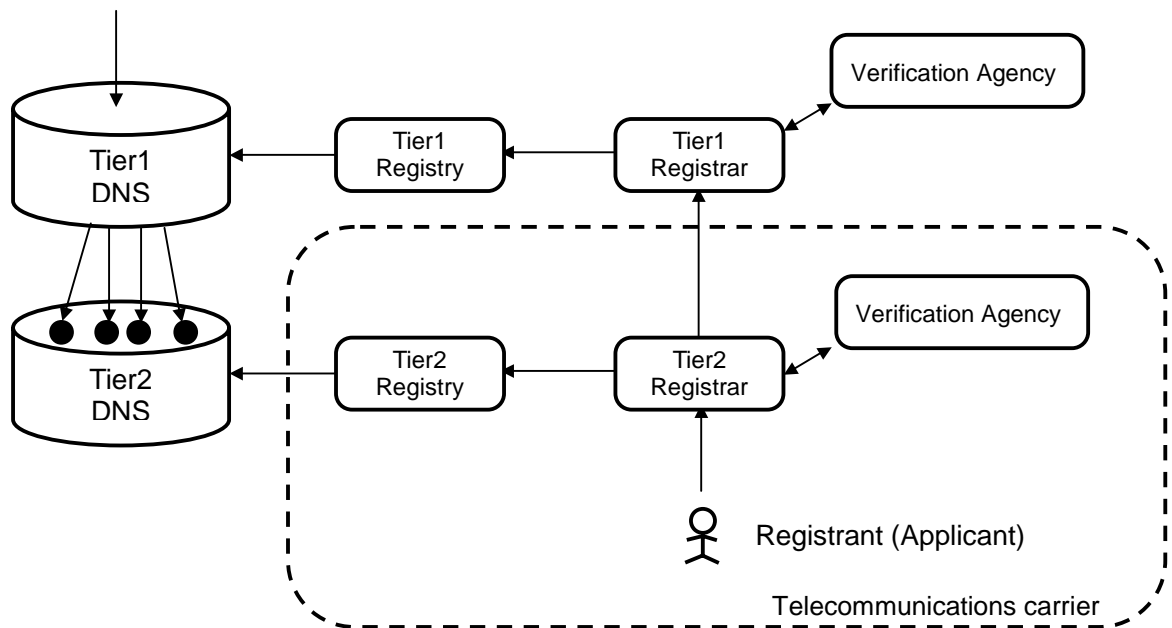 Verification Agency
Tier1
DNS
Tier1
Registry
Tier1
Registrar
Verification Agency
Tier2
DNS
Tier2
Registry
Tier2
Registrar
Registrant (Applicant)
Telecommunications carrier